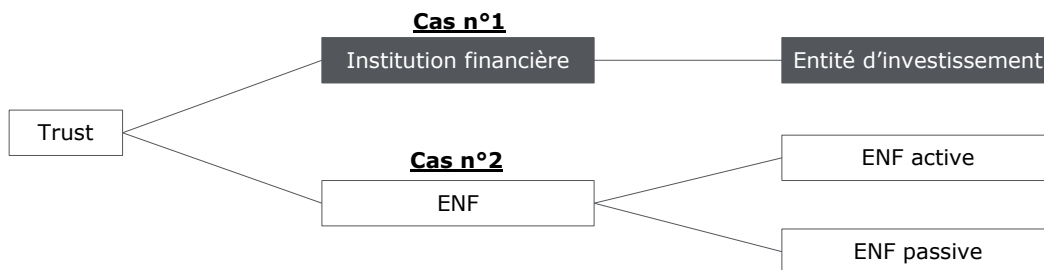 Cas n°1
Institution financière
Entité d’investissement
Trust
Cas n°2
ENF active
ENF
ENF passive